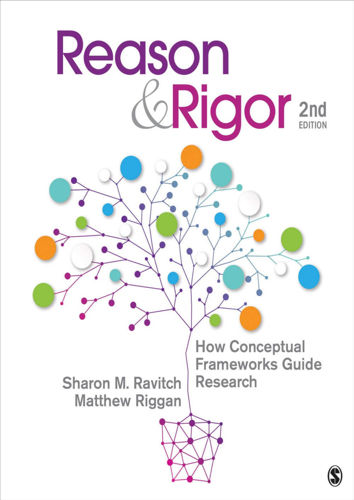 Reason
& Rigor 2nd
EDITION
How Conceptual
Frameworks Guide
Research
Sharon M. Ravitch
Matthew Riggan
S